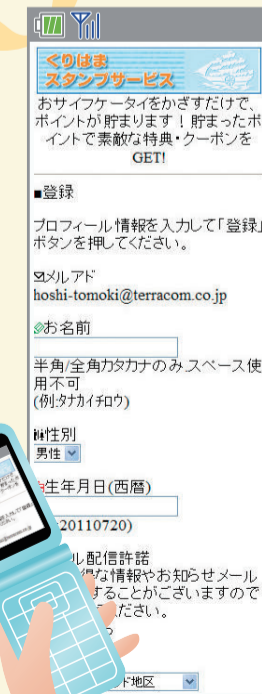 くりはま
スタンプサービス
おサイフケータイをかざすだけで、
ポイントが貯まります！貯まったポ
イントで素敵な特典・クーポンを
GET!
■登録
プロフィール情報を入力して「登録」
ボタンを押してください。
メルアド
hoshi-tomoki@terracom.co.jp
お名前
半角/全角カタカナのみ.スペース使
用不可
(例:タナカイチロウ)
性別
男性
生年月日(西暦)
:20110720)
ル配信許諾
得な情報やお知らせメール
することがございますので
ださい。
ド地区